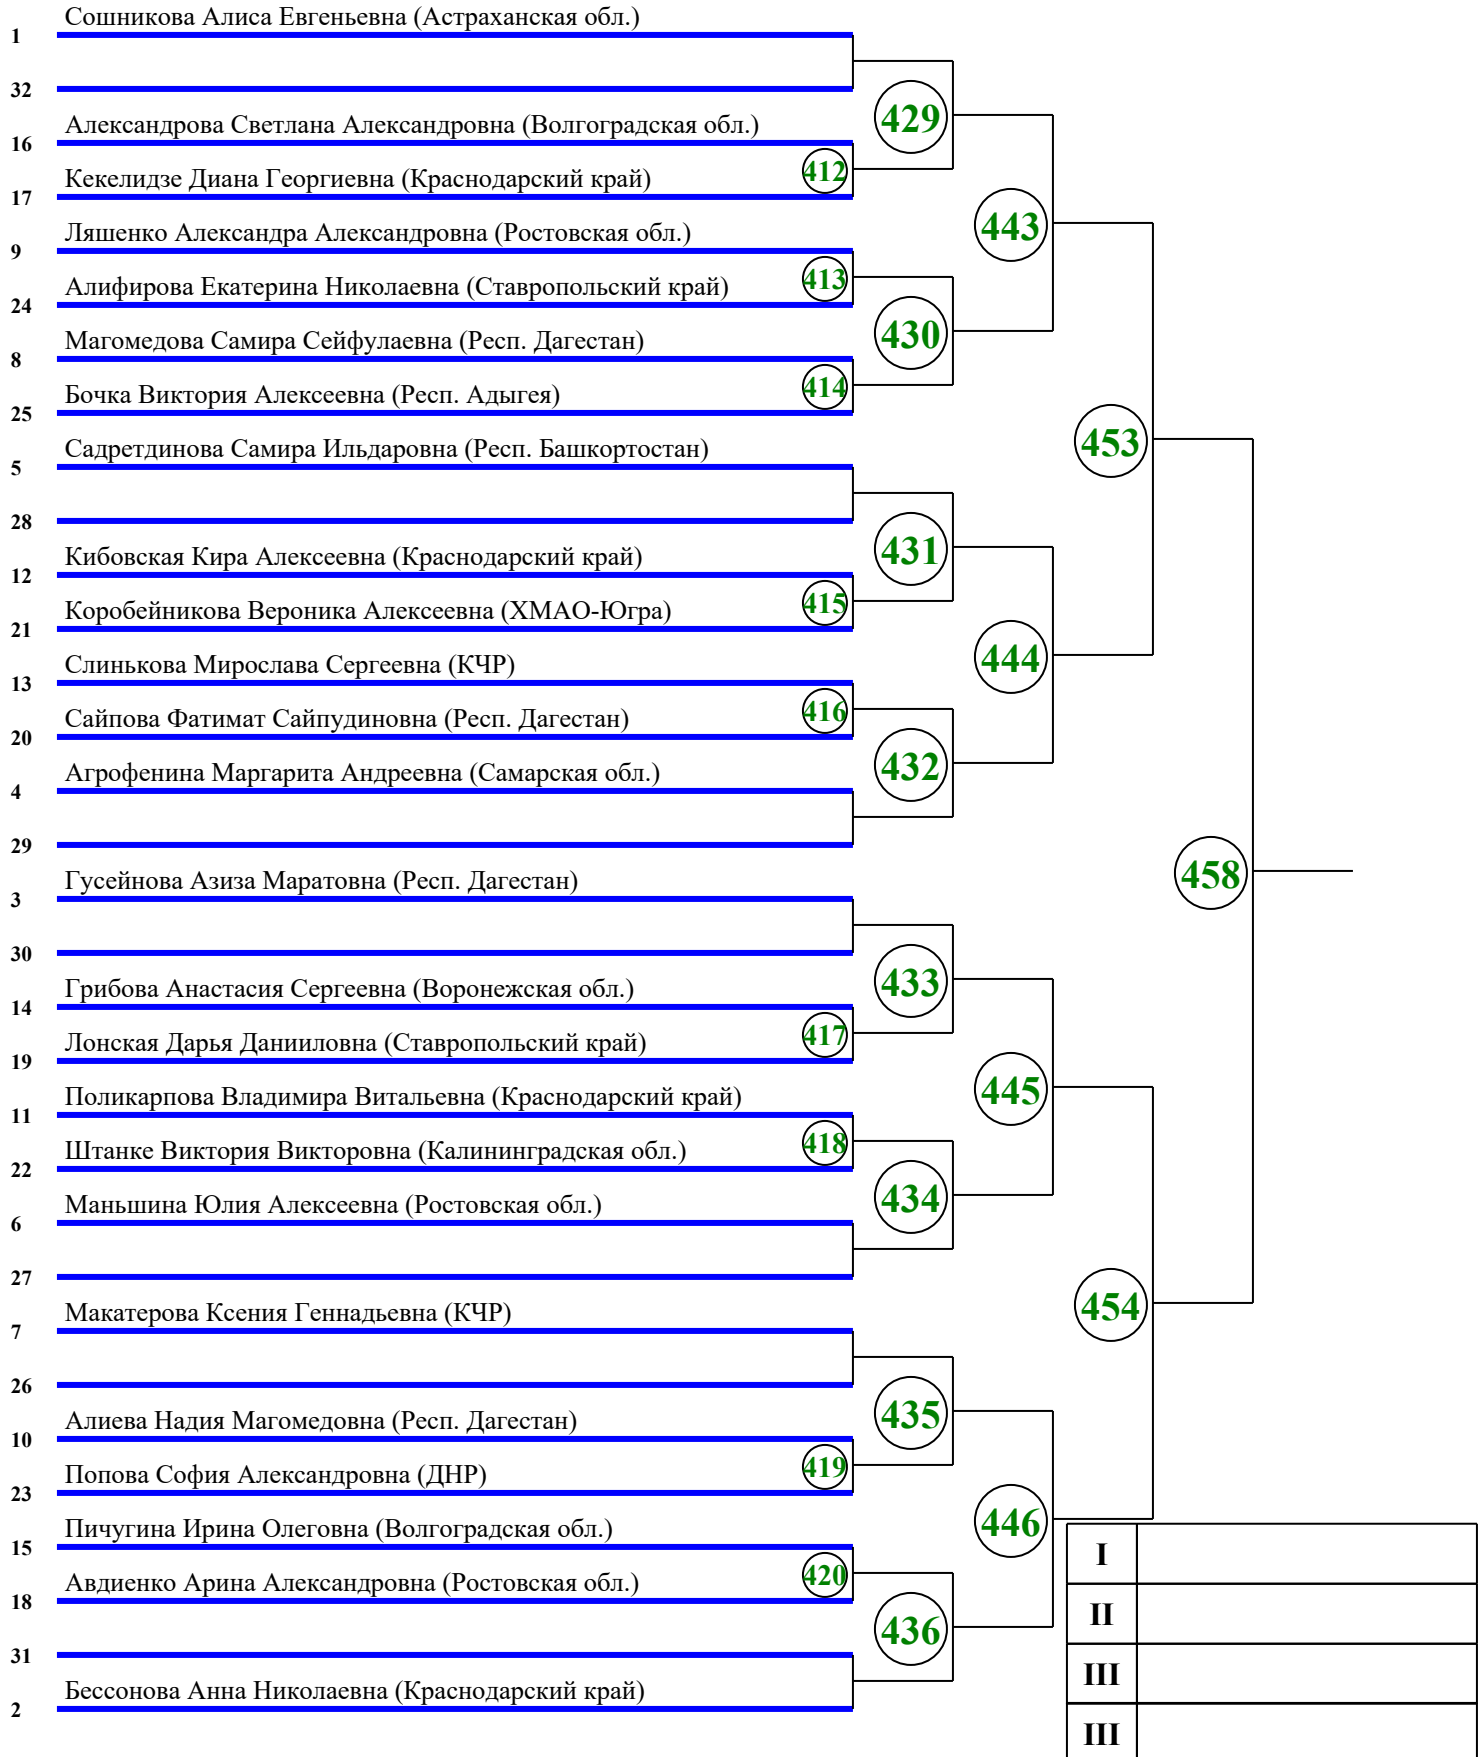 Сошникова Алиса Евгеньевна (Астраханская обл.)
1
32
429
Александрова Светлана Александровна (Волгоградская обл.)
16
412
Кекелидзе Диана Георгиевна (Краснодарский край)
17
443
Ляшенко Александра Александровна (Ростовская обл.)
9
413
Алифирова Екатерина Николаевна (Ставропольский край)
24
430
Магомедова Самира Сейфулаевна (Респ. Дагестан)
8
414
Бочка Виктория Алексеевна (Респ. Адыгея)
25
453
Садретдинова Самира Ильдаровна (Респ. Башкортостан)
5
28
431
Кибовская Кира Алексеевна (Краснодарский край)
12
415
Коробейникова Вероника Алексеевна (ХМАО-Югра)
21
444
Слинькова Мирослава Сергеевна (КЧР)
13
416
Сайпова Фатимат Сайпудиновна (Респ. Дагестан)
20
432
Агрофенина Маргарита Андреевна (Самарская обл.)
4
29
458
Гусейнова Азиза Маратовна (Респ. Дагестан)
3
30
433
Грибова Анастасия Сергеевна (Воронежская обл.)
14
417
Лонская Дарья Данииловна (Ставропольский край)
19
445
Поликарпова Владимира Витальевна (Краснодарский край)
11
418
Штанке Виктория Викторовна (Калининградская обл.)
22
434
Маньшина Юлия Алексеевна (Ростовская обл.)
6
27
454
Макатерова Ксения Геннадьевна (КЧР)
7
26
435
Алиева Надия Магомедовна (Респ. Дагестан)
10
419
Попова София Александровна (ДНР)
23
446
Пичугина Ирина Олеговна (Волгоградская обл.)
15
I
420
Авдиенко Арина Александровна (Ростовская обл.)
18
II
436
31
III
Бессонова Анна Николаевна (Краснодарский край)
2
III